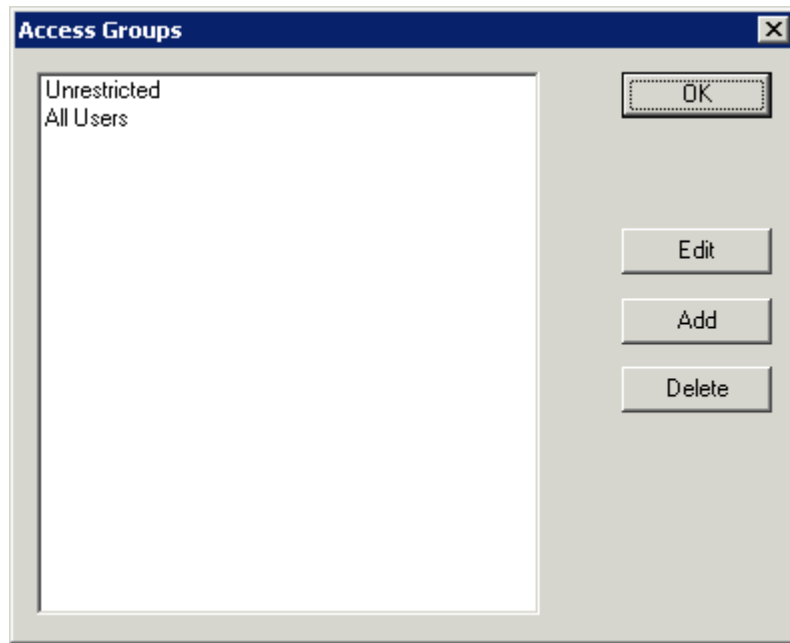 Access Groups
Unrestricted
All Users
OK
Edit
Add
Delete